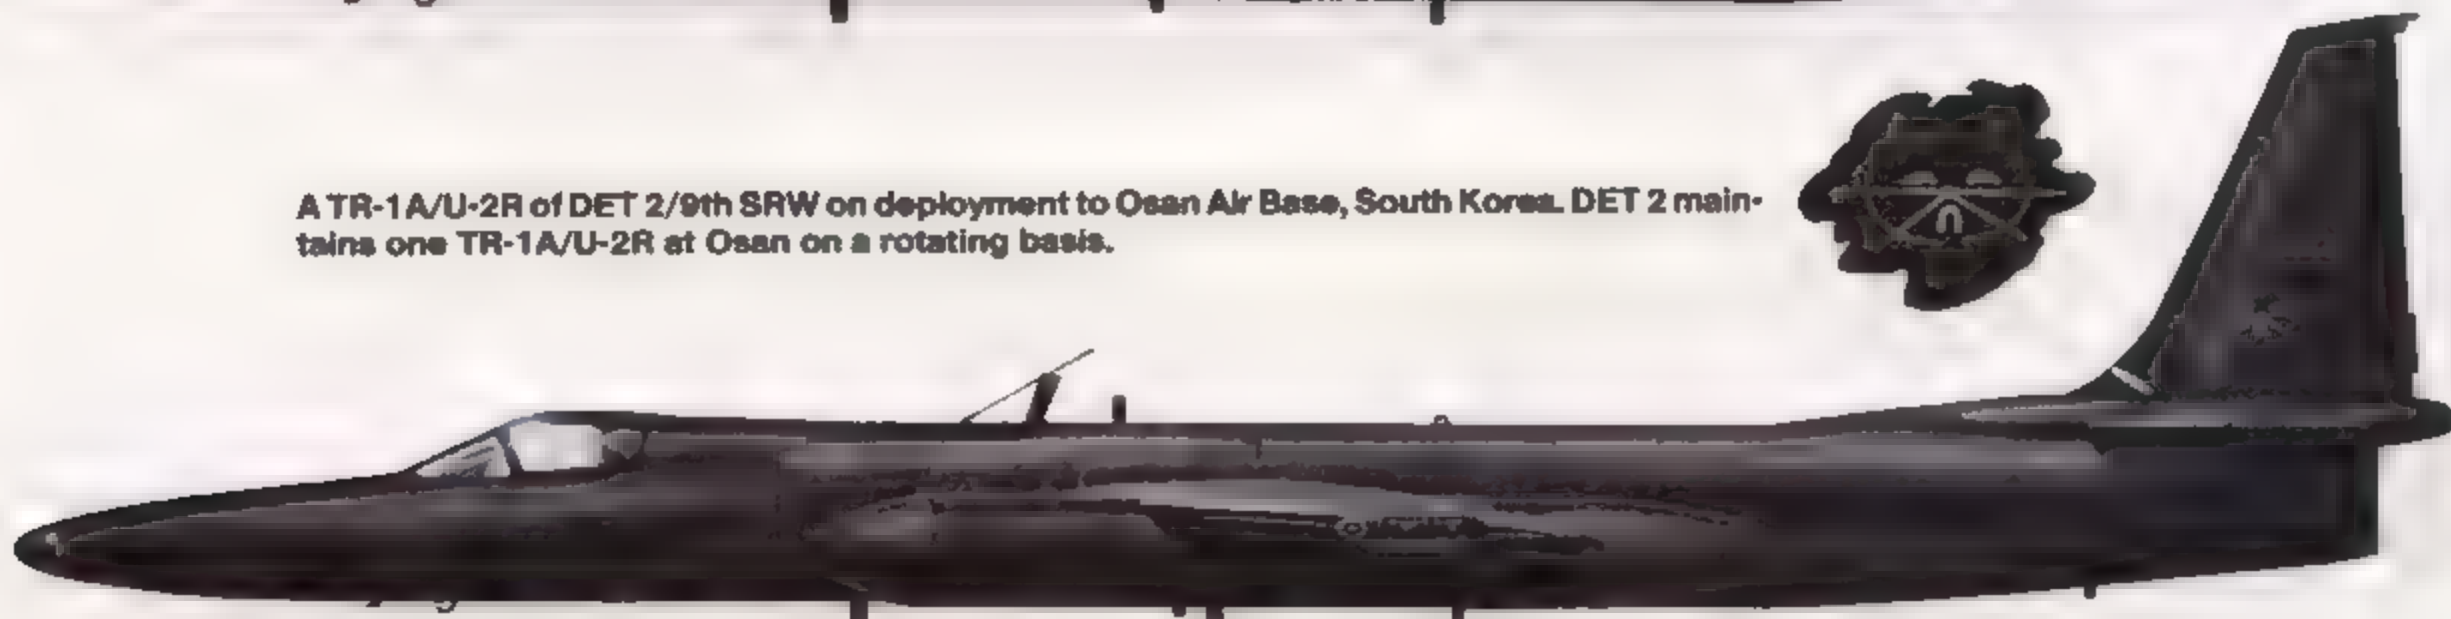 A TR-1A/U-2R of DET 2/9th SRW on deployment to Osan Air Base, South Korea. DET 2 main-
tains one TR-1A/U-2R at Osan on a rotating basis.